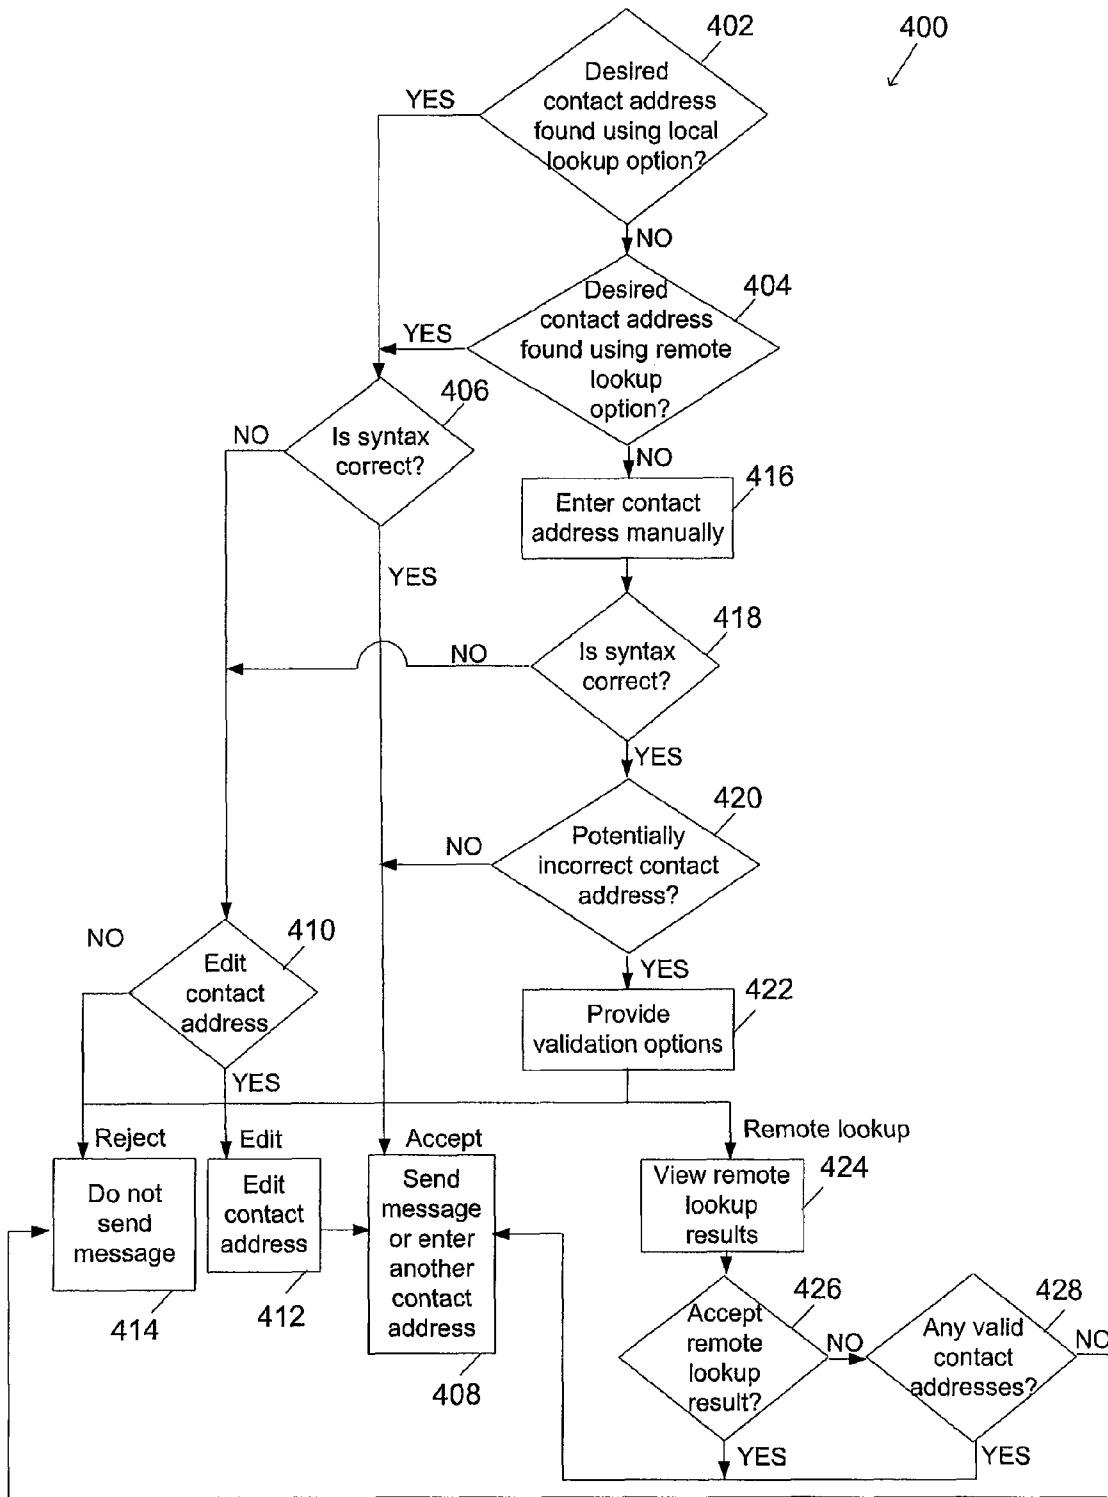 400
402
Desired
contact address
found using local
lookup option?
YES
NO
404
Desired
contact address
found using remote
lookup
option?
YES
NO
406
Is syntax
correct?
NO
YES
416
Enter contact
address manually
418
Is syntax
correct?
NO
YES
420
Potentially
incorrect contact
address?
NO
YES
410
Edit
contact
address
NO
YES
422
Provide
validation options
Reject
Do not
send
message
414
Edit
Edit
contact
address
412
Accept
Send
message
or enter
another
contact
address
408
Remote lookup
View remote
lookup
results
424
Accept
remote
lookup
result?
426
NO
YES
Any valid
contact
addresses?
428
NO
YES